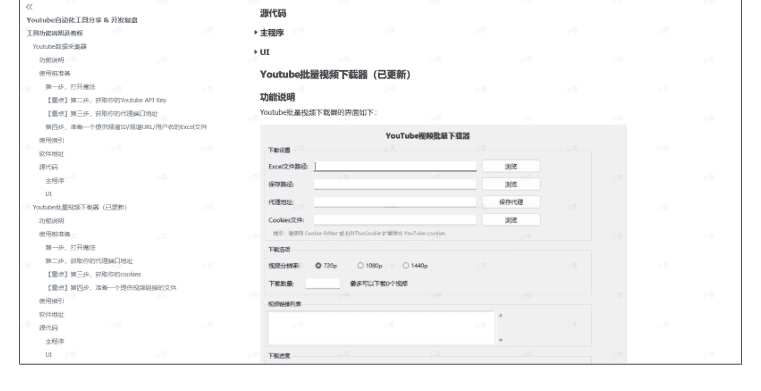 «
Youtube自动化工具分享 & 开发复盘
工具功能说明及教程
Youtube数据采集器
功能说明
使用前准备
第一步，打开魔法
【重点】第二步，获取你的Youtube API Key
【重点】第三步，获取你的代理端口地址
第四步，准备一个提供频道ID/频道URL/用户名的Excel文件
使用指引
软件地址
源代码
主程序
UI
Youtube批量视频下载器（已更新）
功能说明
使用前准备
第一步，打开魔法
第二步，获取你的代理端口地址
【重点】第三步，获取你的cookies
【重点】第四步，准备一个提供视频链接的文件
使用指引
软件地址
源代码
主程序
UI
源代码
主程序
UI
Youtube批量视频下载器（已更新）
功能说明
Youtube批量视频下载器的界面如下：
YouTube视频批量下载器
下载设置
Excel文件路径: 浏览
保存路径: 浏览
代理地址: 保存代理
Cookies文件: 浏览
提示: 请使用 Cookie-Editor 或 EditThisCookie 扩展导出 YouTube cookies
下载选项
视频分辨率: 720p 1080p 1440p
下载数量: 最多可以下载0个视频
视频链接列表
下载进度